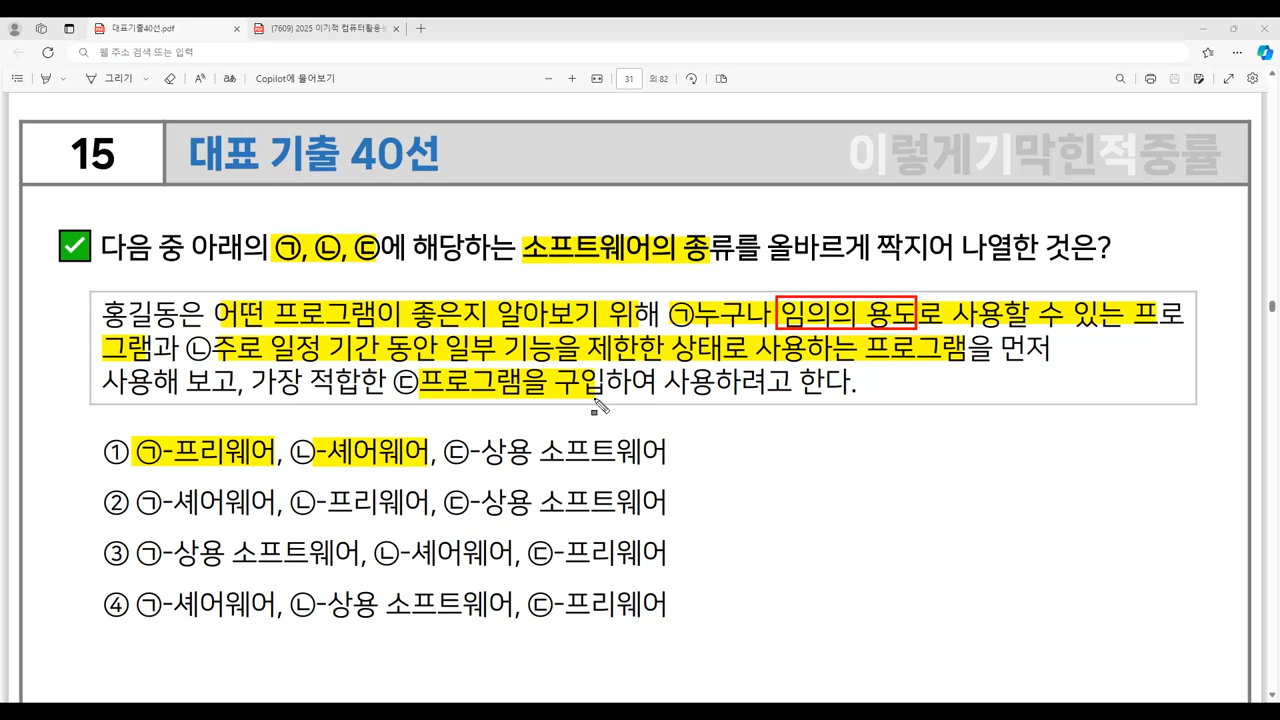 대표기출40선.pdf
(7609) 2025 이기적 컴퓨터활용능
웹 주소 검색 또는 입력
그리기
aあ
Copilot에 물어보기
31
외 82
15
대표 기출 40선
이렇게기막힌적중률
다음 중 아래의 ㉠, ㉡, ㉢에 해당하는 소프트웨어의 종류를 올바르게 짝지어 나열한 것은?
홍길동은 어떤 프로그램이 좋은지 알아보기 위해 ㉠누구나 임의의 용도로 사용할 수 있는 프로
그램과 ㉡주로 일정 기간 동안 일부 기능을 제한한 상태로 사용하는 프로그램을 먼저
사용해 보고, 가장 적합한 ㉢프로그램을 구입하여 사용하려고 한다.
① ㉠-프리웨어, ㉡-셰어웨어, ㉢-상용 소프트웨어
② ㉠-셰어웨어, ㉡-프리웨어, ㉢-상용 소프트웨어
③ ㉠-상용 소프트웨어, ㉡-셰어웨어, ㉢-프리웨어
④ ㉠-셰어웨어, ㉡-상용 소프트웨어, ㉢-프리웨어